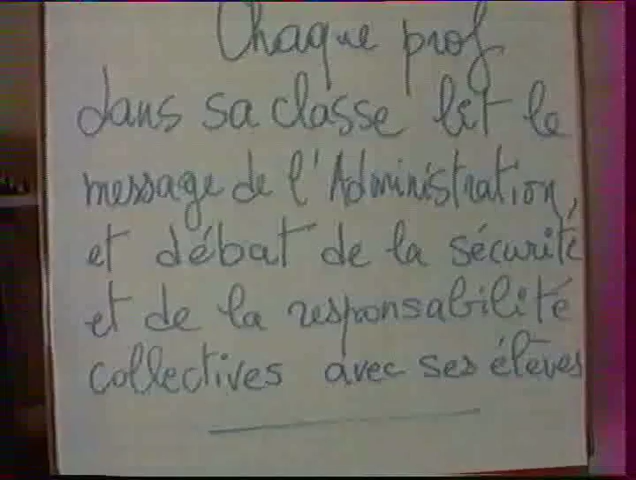 Chaque prof
dans sa classe lit le
message de l'Administration,
et débat de la sécurité
et de la responsabilité
collectives avec ses élèves